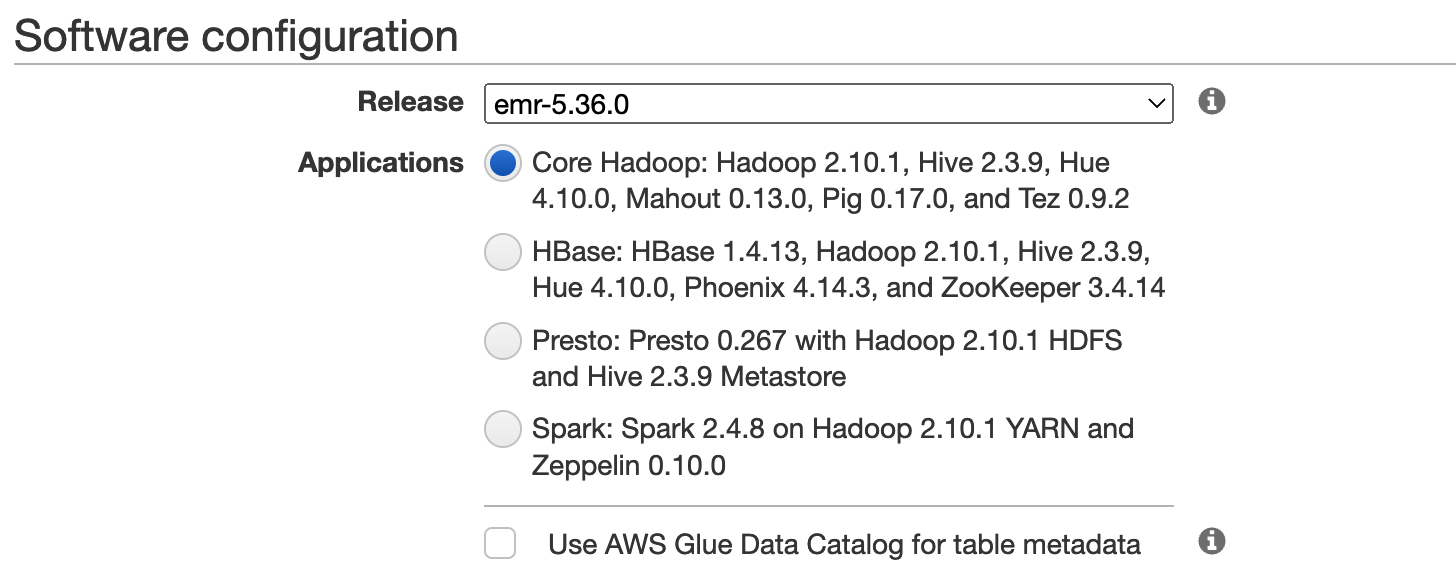 Software configuration
Release emr-5.36.0
Applications Core Hadoop: Hadoop 2.10.1, Hive 2.3.9, Hue
4.10.0, Mahout 0.13.0, Pig 0.17.0, and Tez 0.9.2
HBase: HBase 1.4.13, Hadoop 2.10.1, Hive 2.3.9,
Hue 4.10.0, Phoenix 4.14.3, and ZooKeeper 3.4.14
Presto: Presto 0.267 with Hadoop 2.10.1 HDFS
and Hive 2.3.9 Metastore
Spark: Spark 2.4.8 on Hadoop 2.10.1 YARN and
Zeppelin 0.10.0
Use AWS Glue Data Catalog for table metadata